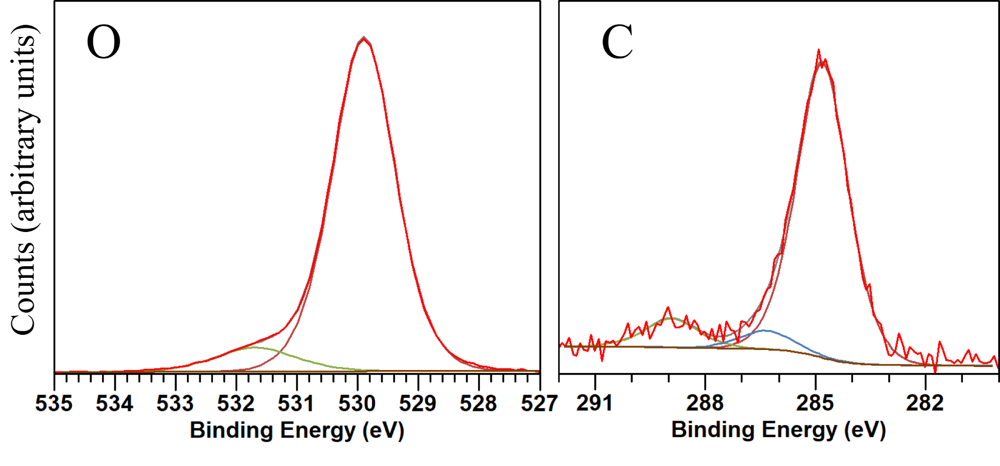 O
C
Counts (arbitrary units)
535 534 533 532 531 530 529 528 527
291 288 285 282
Binding Energy (eV)
Binding Energy (eV)